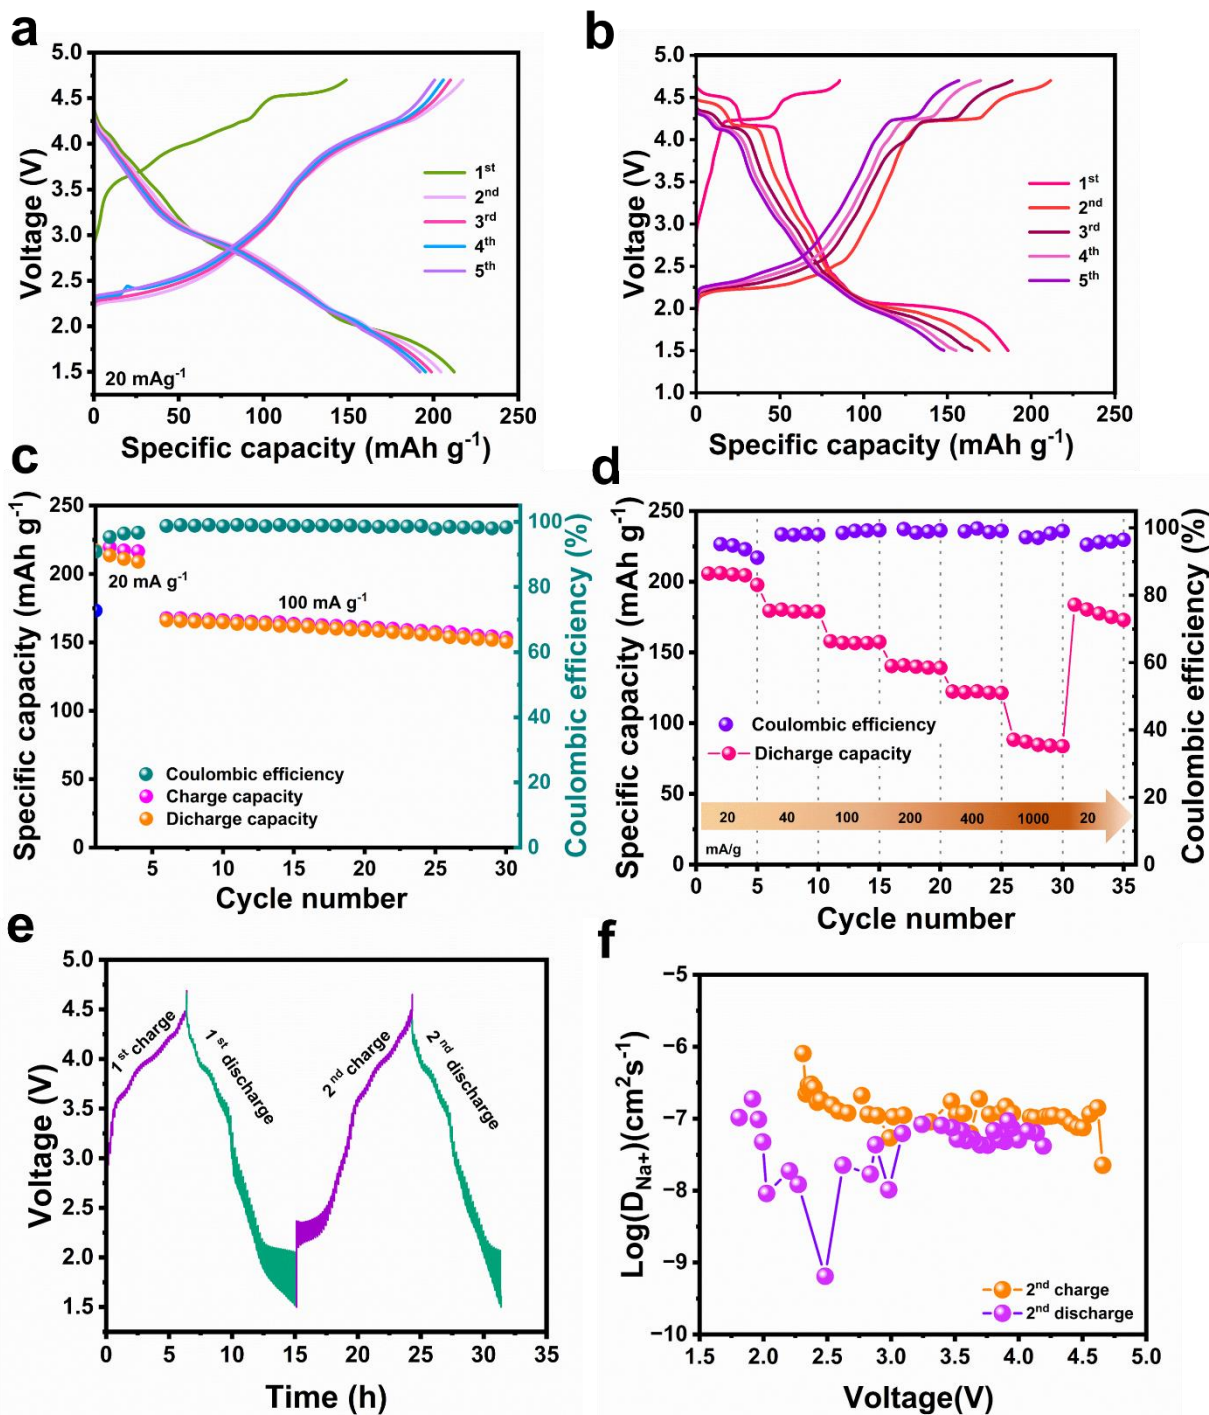 a
5.0
4.5
4.0
3.5
3.0
2.5
2.0
1.5
Voltage (V)
1st
2nd
3rd
4th
5th
20 mAg-1
0 50 100 150 200 250
Specific capacity (mAh g-1)
b
5.0
4.5
4.0
3.5
3.0
2.5
2.0
1.5
1.0
Voltage (V)
1st
2nd
3rd
4th
5th
0 50 100 150 200 250
Specific capacity (mAh g-1)
c
250
200
150
100
50
0
Specific capacity (mAh g-1)
20 mA g-1
100 mA g-1
Coulombic efficiency
Charge capacity
Dicharge capacity
100
80
60
40
20
0
Coulombic efficiency (%)
5 10 15 20 25 30
Cycle number
d
250
200
150
100
50
0
Specific capacity (mAh g-1)
Coulombic efficiency
Dicharge capacity
20 40 100 200 400 1000 20
mA/g
100
80
60
40
20
0
Coulombic efficiency (%)
0 5 10 15 20 25 30 35
Cycle number
e
5.0
4.5
4.0
3.5
3.0
2.5
2.0
1.5
Voltage (V)
1st charge
1st discharge
2nd charge
2nd discharge
0 5 10 15 20 25 30 35
Time (h)
f
−5
−6
−7
−8
−9
−10
Log(DNa+)(cm2s-1)
2nd charge
2nd discharge
1.5 2.0 2.5 3.0 3.5 4.0 4.5 5.0
Voltage(V)